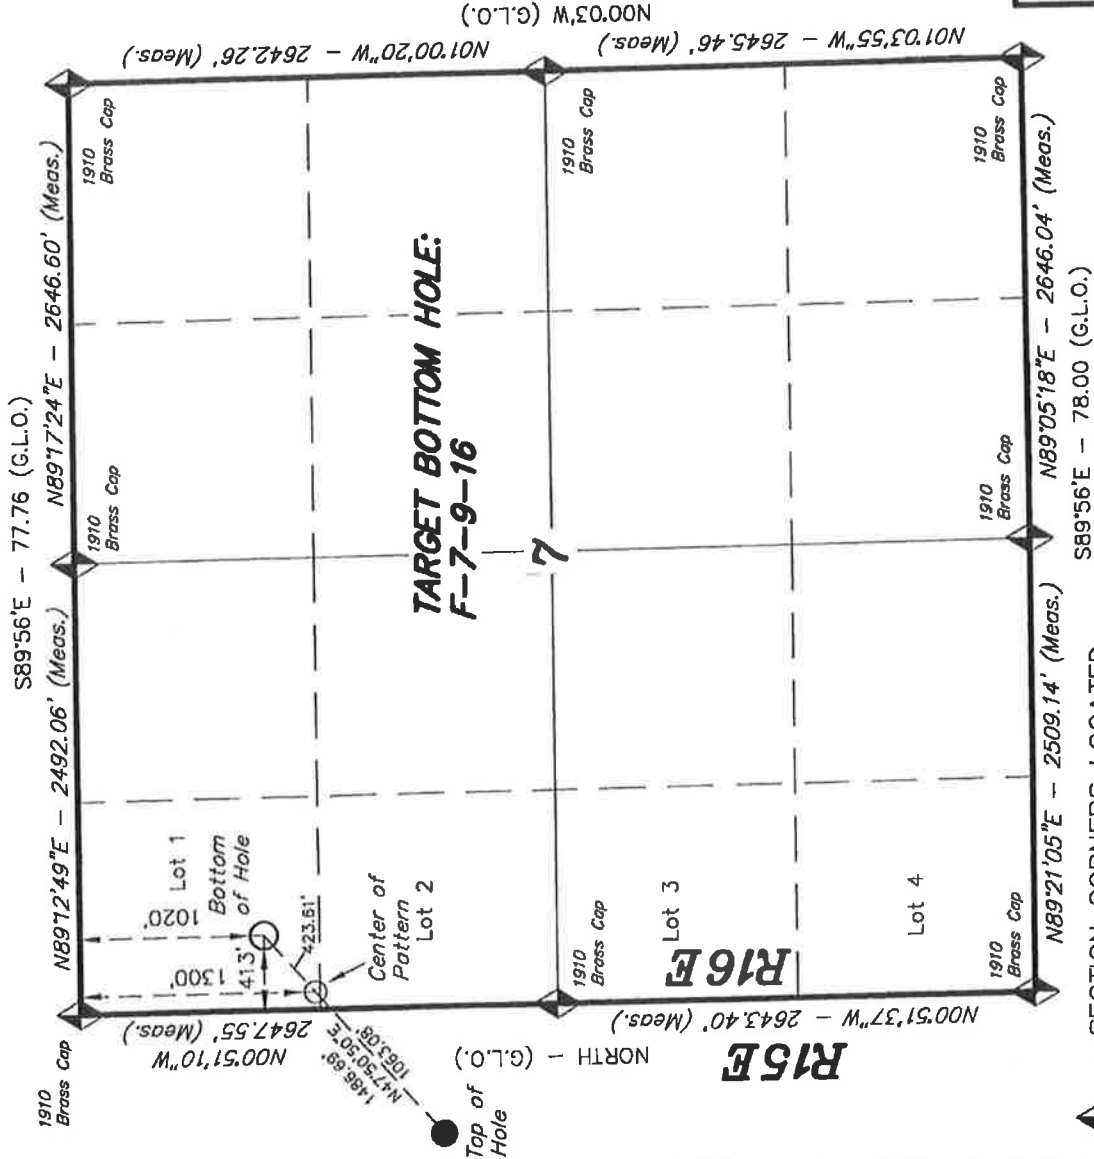 S89°56'E - 77.76 (G.L.O.)
N89°12'49"E - 2492.06' (Meas.)
N89°17'24"E - 2646.60' (Meas.)
1910
Brass Cap
1910
Brass Cap
1910
Brass Cap
N01°00'20"W - 2642.26' (Meas.)
N00°03'W (G.L.O.)
N01°03'55"W - 2645.46' (Meas.)
Lot 1
1020'
Bottom
of Hole
1300'
413'
423.61'
Center of
Pattern
Lot 2
N00°51'10"W
2647.55' (Meas.)
1486.69'
N47°50'50"E
1063.08'
Top of
Hole
TARGET BOTTOM HOLE:
F-7-9-16
7
1910
Brass Cap
1910
Brass Cap
NORTH - (G.L.O.)
R15E
R16E
Lot 3
Lot 4
N00°51'37"W - 2643.40' (Meas.)
1910
Brass Cap
1910
Brass Cap
1910
Brass Cap
N89°21'05"E - 2509.14' (Meas.)
N89°05'18"E - 2646.04' (Meas.)
S89°56'E - 78.00 (G.L.O.)
SECTION CORNERS LOCATED